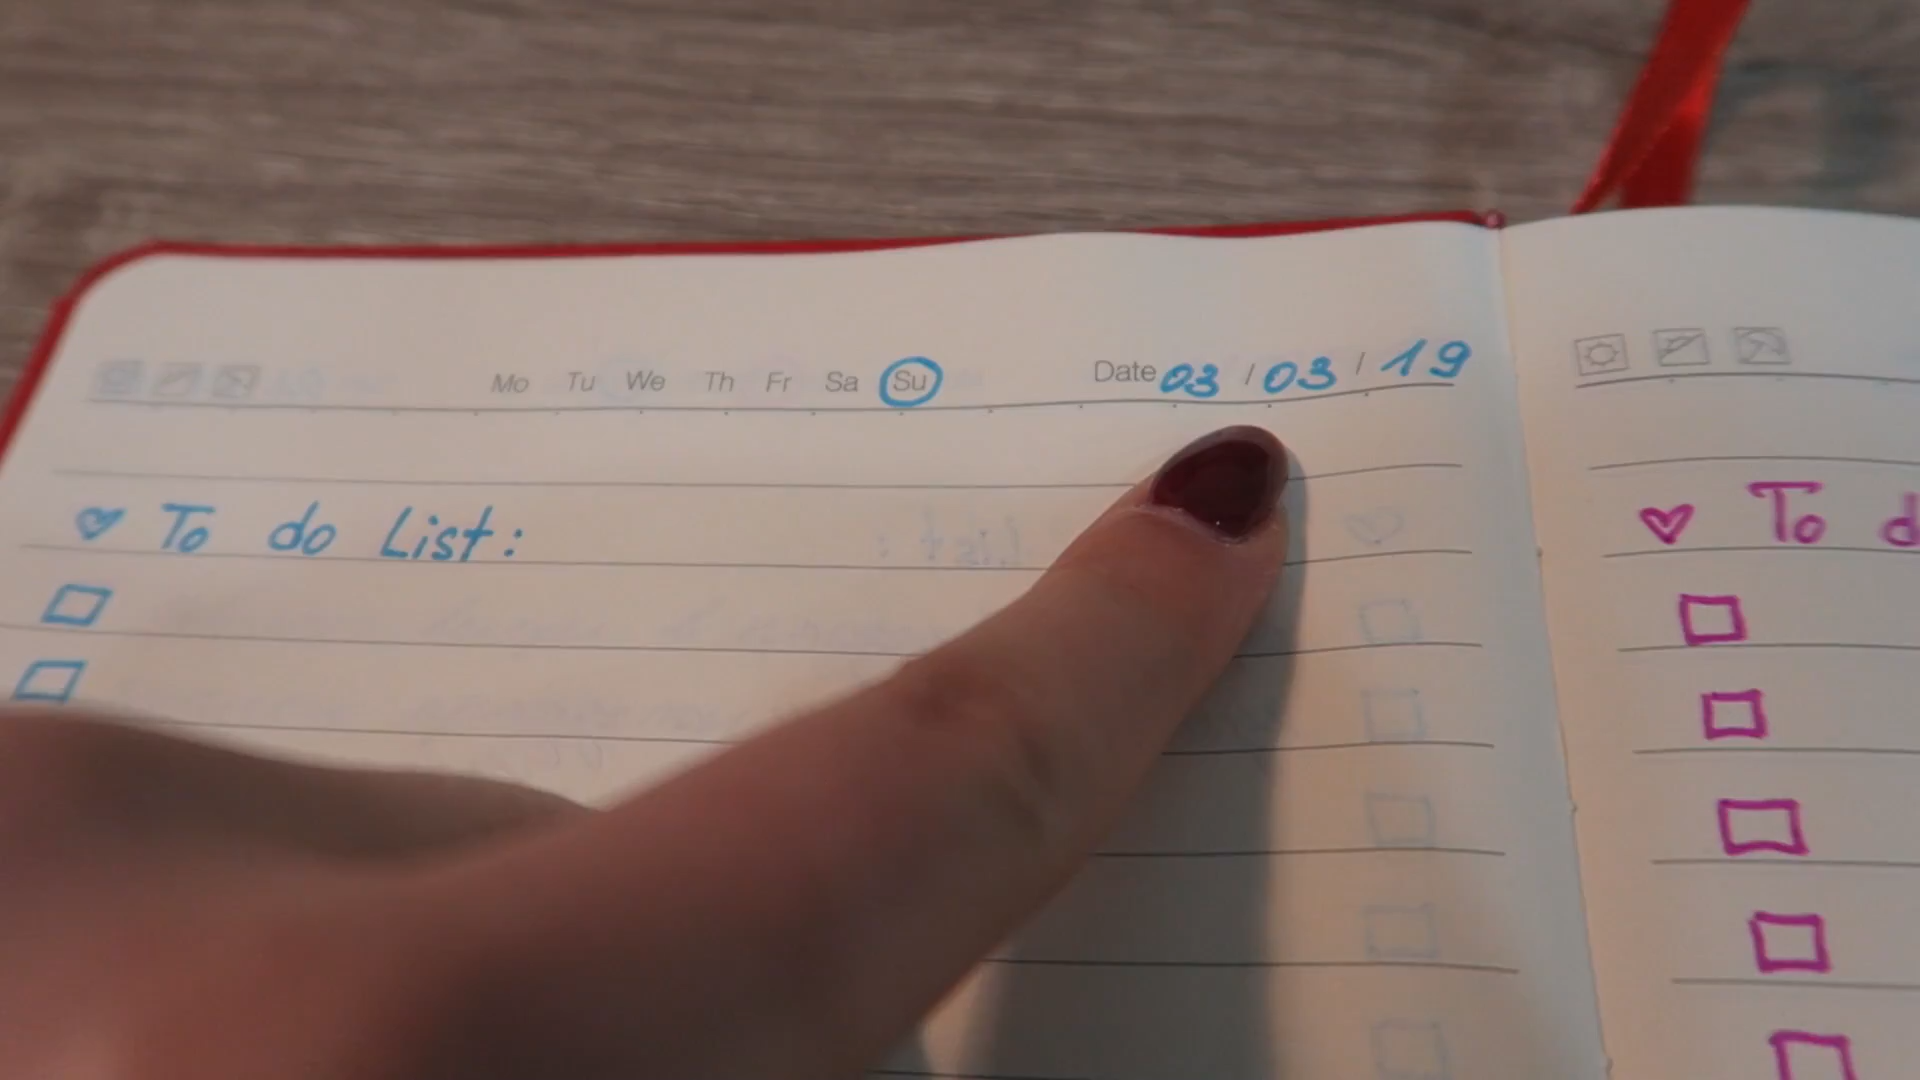 Mo Tu We Th Fr Sa Su Date 03 / 03 / 19
To do List:
To d